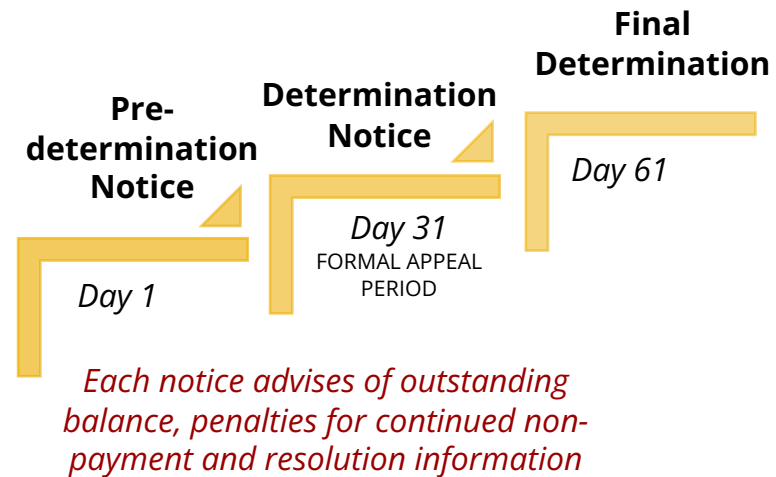 Pre-
determination
Notice
Day 1
Determination
Notice
Day 31
FORMAL APPEAL
PERIOD
Final
Determination
Day 61
Each notice advises of outstanding
balance, penalties for continued non-
payment and resolution information